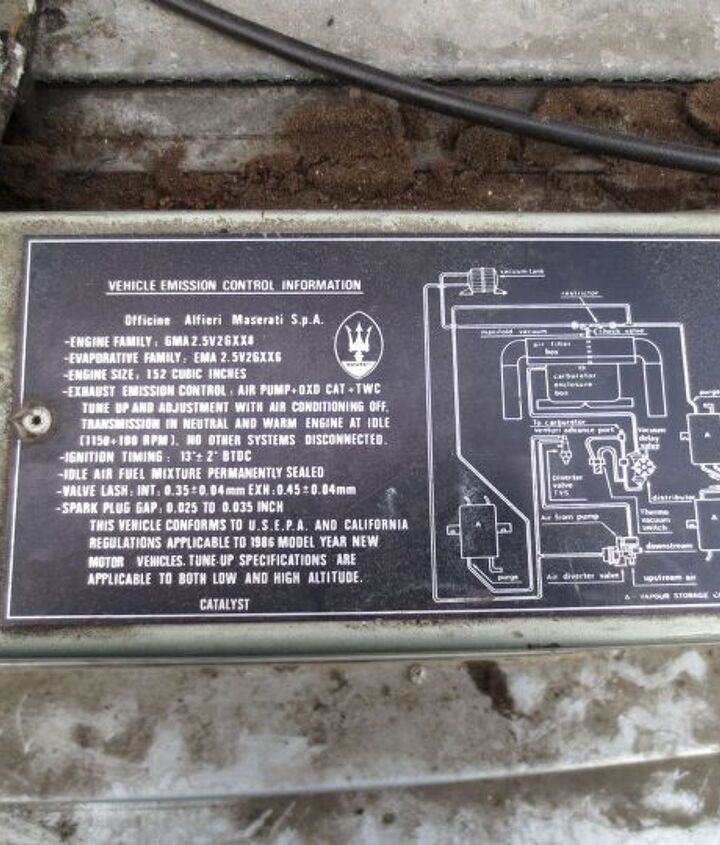 VEHICLE EMISSION CONTROL INFORMATION
Officine Alfieri Maserati S.p.A.
-ENGINE FAMILY: GMA2.5V2GXX8
-EVAPORATIVE FAMILY: EMA 2.5V2GXX6
-ENGINE SIZE: 152 CUBIC INCHES
-EXHAUST EMISSION CONTROL: AIR PUMP+OXD CAT+TWC
TUNE UP AND ADJUSTMENT WITH AIR CONDITIONING OFF,
TRANSMISSION IN NEUTRAL AND WARM ENGINE AT IDLE
(1150±100 RPM). NO OTHER SYSTEMS DISCONNECTED.
-IGNITION TIMING: 13°±2° BTDC
-IDLE AIR FUEL MIXTURE PERMANENTLY SEALED
-VALVE LASH: INT: 0.35±0.04mm EXH: 0.45±0.04mm
-SPARK PLUG GAP: 0.025 TO 0.035 INCH
THIS VEHICLE CONFORMS TO U.S.E.P.A. AND CALIFORNIA
REGULATIONS APPLICABLE TO 1986 MODEL YEAR NEW
MOTOR VEHICLES. TUNE-UP SPECIFICATIONS ARE
APPLICABLE TO BOTH LOW AND HIGH ALTITUDE.
CATALYST
vacuum tank
restrictor
manifold vacuum
Check valve
air filter
box
carburetor
enclosure
box
purge
A
To carburetor
venturi advance port
Vacuum
delay
valve
Diverter
valve
TVS
distributor
A
Air from pump
Thermo
vacuum
switch
A
downstream
purge
Air diverter valve
upstream air
A - VAPOUR STORAGE